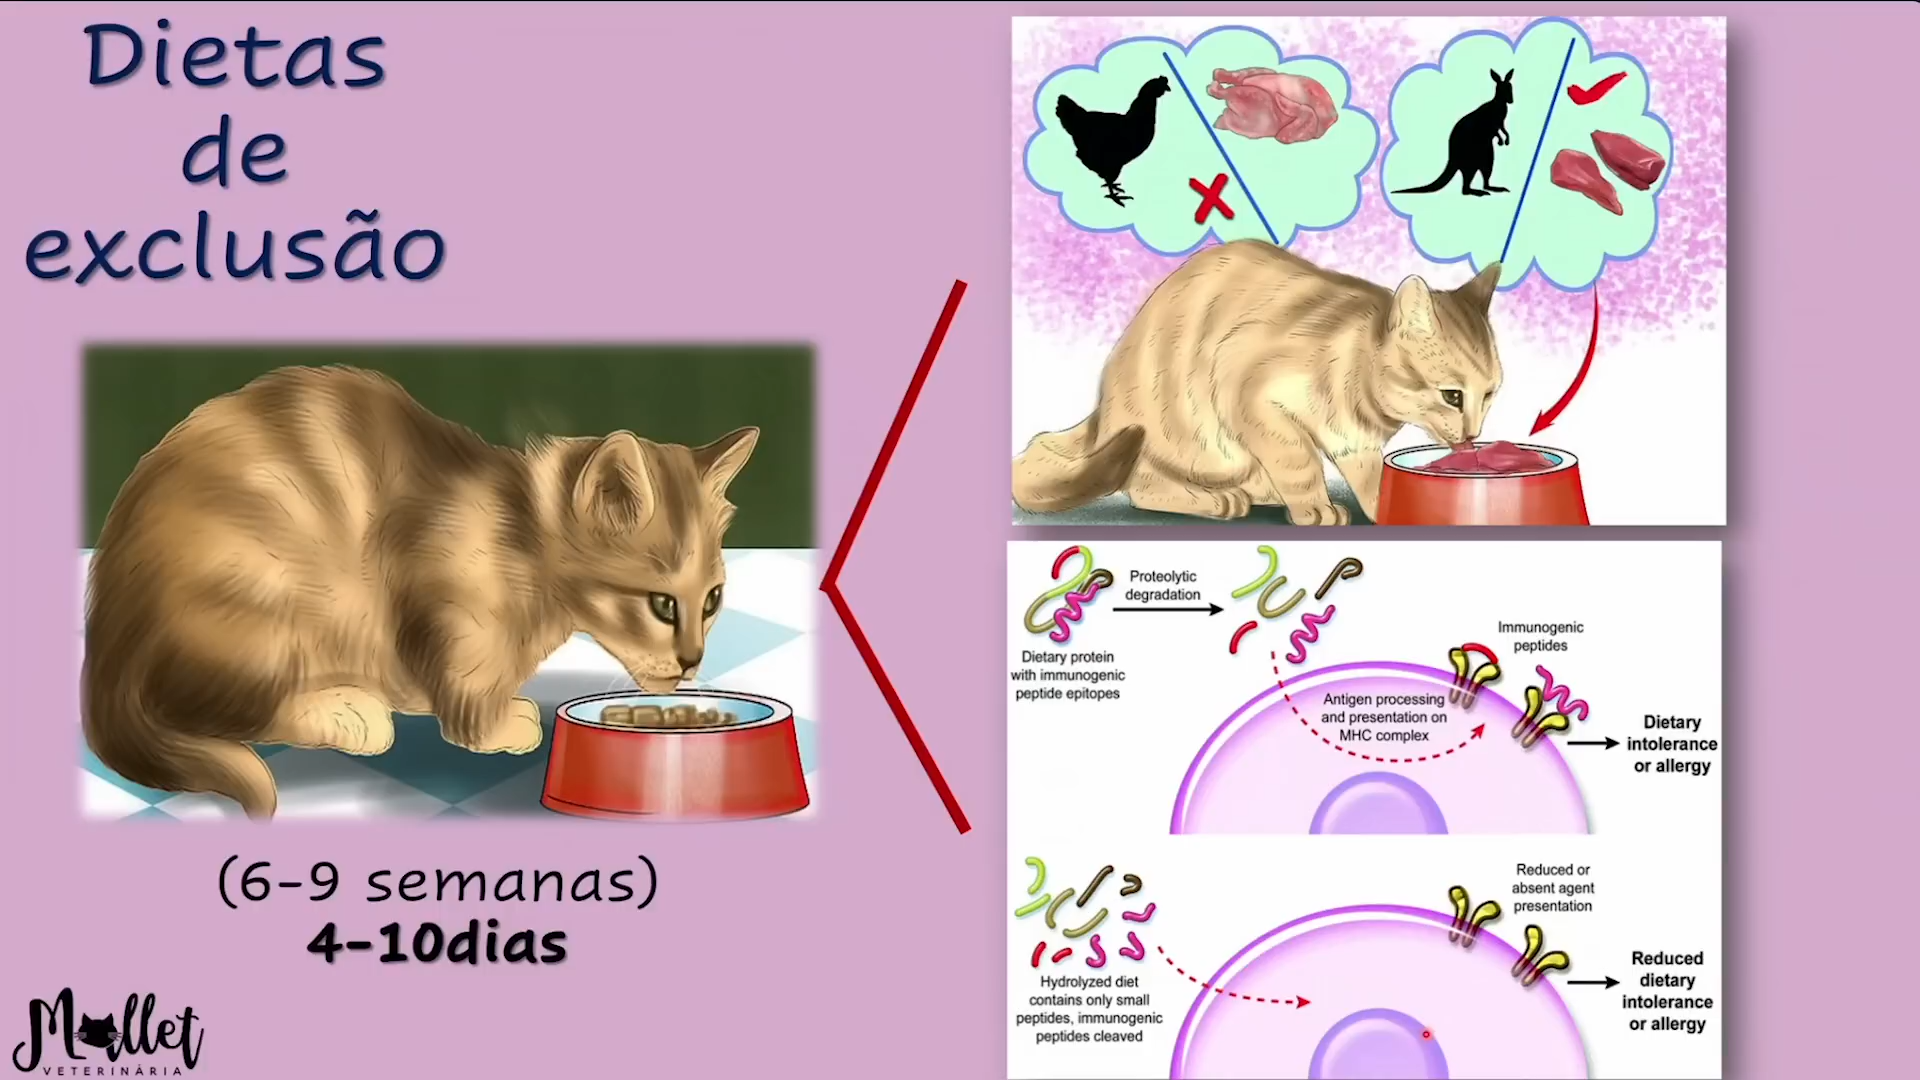 Dietas
de
exclusão
(6-9 semanas)
4-10dias
Mallet
VETERINÁRIA
Proteolytic
degradation
Dietary protein
with immunogenic
peptide epitopes
Immunogenic
peptides
Antigen processing
and presentation on
MHC complex
Dietary
intolerance
or allergy
Hydrolyzed diet
contains only small
peptides, immunogenic
peptides cleaved
Reduced or
absent agent
presentation
Reduced
dietary
intolerance
or allergy